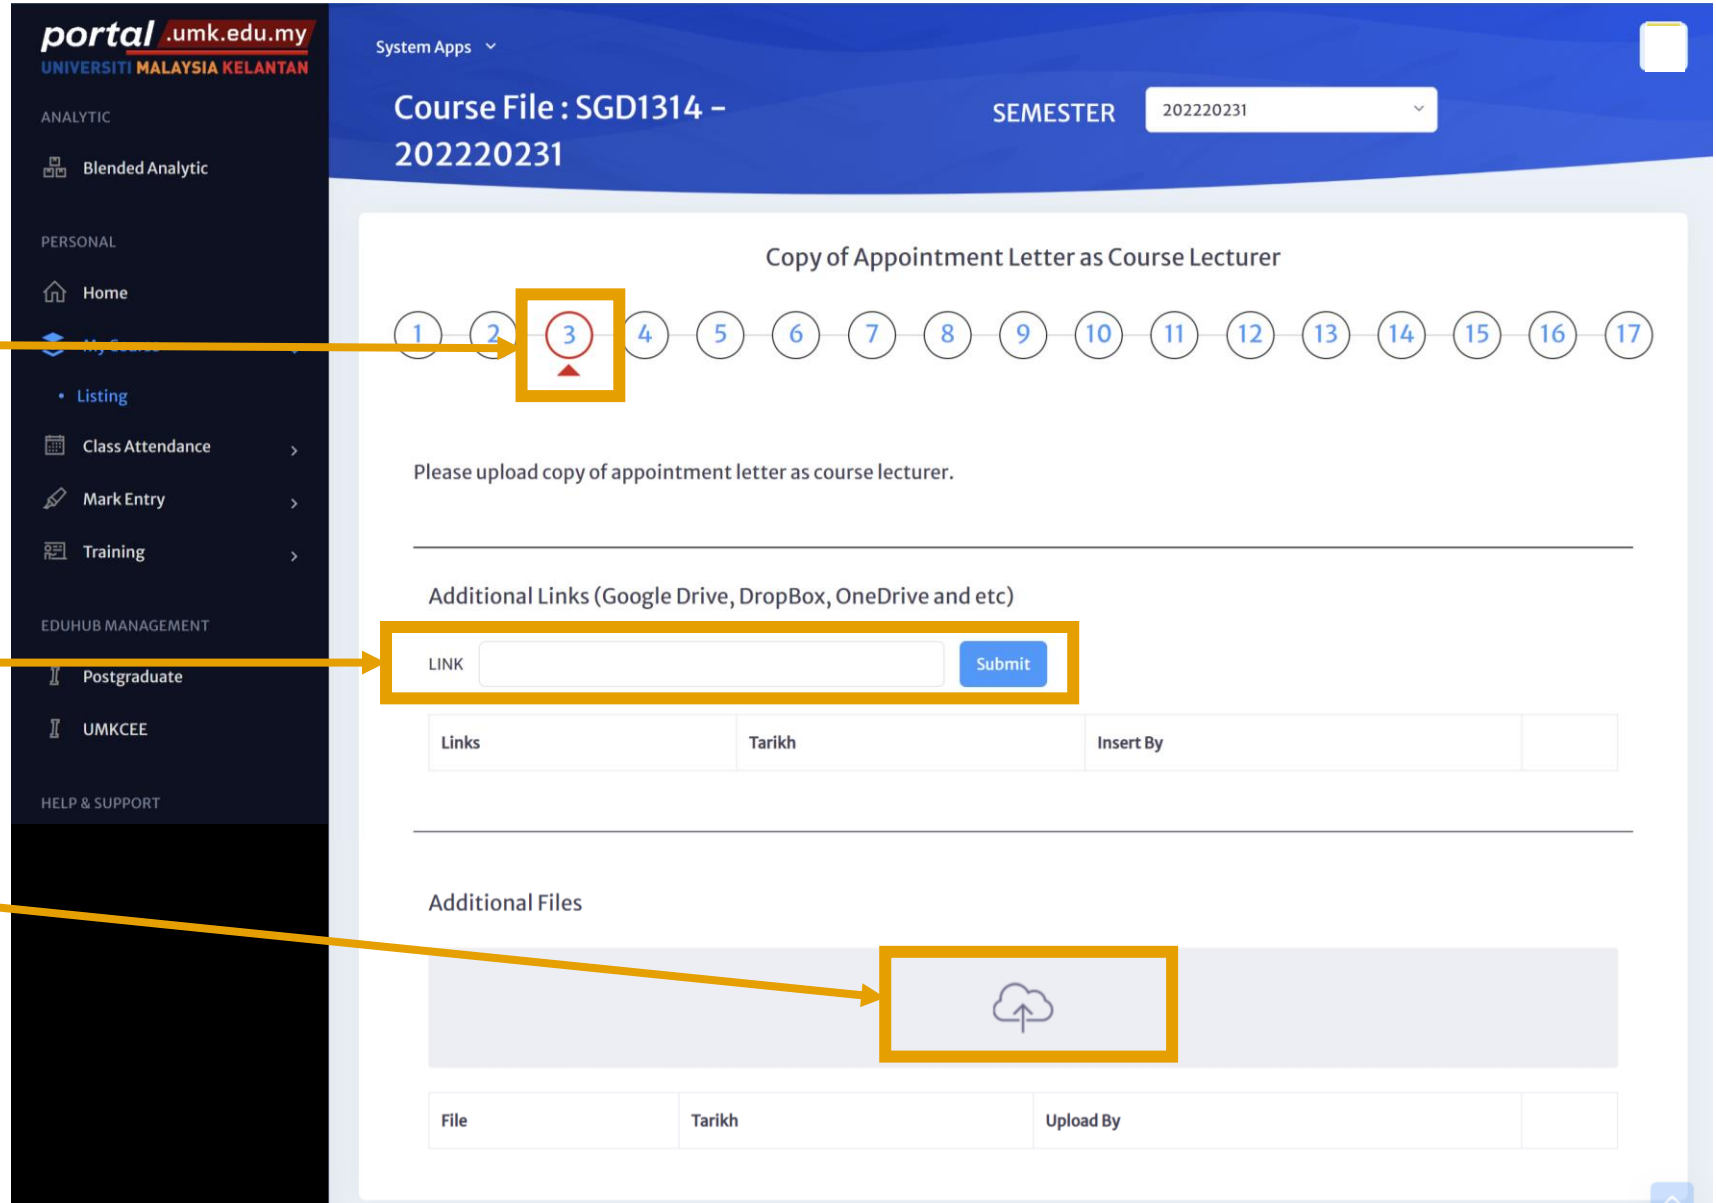 portal .umk.edu.my
UNIVERSITI MALAYSIA KELANTAN
ANALYTIC
Blended Analytic
PERSONAL
Home
My Course
Listing
Class Attendance
Mark Entry
Training
EDUHUB MANAGEMENT
Postgraduate
UMKCEE
HELP & SUPPORT
System Apps
Course File : SGD1314 -
202220231
SEMESTER 202220231
Copy of Appointment Letter as Course Lecturer
1 2 3 4 5 6 7 8 9 10 11 12 13 14 15 16 17
Please upload copy of appointment letter as course lecturer.
Additional Links (Google Drive, DropBox, OneDrive and etc)
LINK Submit
Links Tarikh Insert By
Additional Files
File Tarikh Upload By